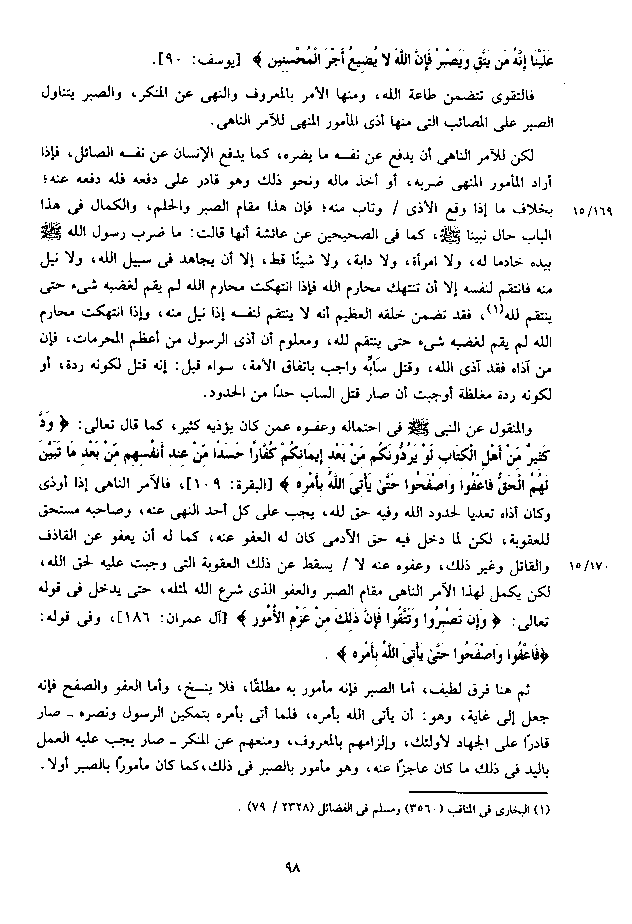 عَلَيْنَا إِنَّهُ مَن يَتَّقِ وَيَصْبِرْ فَإِنَّ اللَّهَ لا يُضِيعُ أَجْرَ الْمُحْسِنِين ﴾ [يوسف: ٩٠].
فالتقوى تتضمن طاعة الله، ومنها الأمر بالمعروف والنهى عن المنكر، والصبر يتناول
الصبر على المصائب التى منها أذى المأمور المنهى للآمر الناهى.
لكن للآمر الناهى أن يدفع عن نفسه ما يضره، كما يدفع الإنسان عن نفسه الصائل، فإذا
أراد المأمور المنهى ضربه، أو أخذ ماله ونحو ذلك وهو قادر على دفعه فله دفعه عنه؛
١٥/١٦٩ بخلاف ما إذا وقع الأذى / وتاب منه؛ فإن هذا مقام الصبر والحلم، والكمال فى هذا
الباب حال نبينا ﷺ، كما فى الصحيحين عن عائشة أنها قالت: ما ضرب رسول الله ﷺ
بيده خادما له، ولا امرأة، ولا دابة، ولا شيئًا قط، إلا أن يجاهد فى سبيل الله، ولا نيل
منه فانتقم لنفسه إلا أن تنتهك محارم الله فإذا انتهكت محارم الله لم يقم لغضبه شىء حتى
ينتقم لله(١)، فقد تضمن خلقه العظيم أنه لا ينتقم لنفسه إذا نيل منه، وإذا انتهكت محارم
الله لم يقم لغضبه شىء حتى ينتقم لله، ومعلوم أن أذى الرسول من أعظم المحرمات، فإن
من آذاه فقد آذى الله، وقتل سابِّه واجب باتفاق الأمة، سواء قيل: إنه قتل لكونه ردة، أو
لكونه ردة مغلظة أوجبت أن صار قتل الساب حدًا من الحدود.
والمنقول عن النبى ﷺ فى احتماله وعفوه عمن كان يؤذيه كثير، كما قال تعالى: ﴿ وَدَّ
كَثِيرٌ مِّنْ أَهْلِ الْكِتَابِ لَوْ يَرُدُّونَكُم مِّنْ بَعْدِ إِيمَانِكُمْ كُفَّارًا حَسَدًا مِّنْ عِندِ أَنفُسِهِم مِّنْ بَعْدِ مَا تَبَيَّنَ
لَهُمُ الْحَقُّ فَاعْفُوا وَاصْفَحُوا حَتَّىٰ يَأْتِيَ اللَّهُ بِأَمْرِه ﴾ [البقرة: ١٠٩]، فالآمر الناهى إذا أوذى
وكان أذاه تعديا لحدود الله وفيه حق لله، يجب على كل أحد النهى عنه، وصاحبه مستحق
للعقوبة، لكن لما دخل فيه حق الآدمى كان له العفو عنه، كما له أن يعفو عن القاذف
١٥/١٧٠ والقاتل وغير ذلك، وعفوه عنه لا / يسقط عن ذلك العقوبة التى وجبت عليه لحق الله،
لكن يكمل لهذا الآمر الناهى مقام الصبر والعفو الذى شرع الله لمثله، حتى يدخل فى قوله
تعالى: ﴿ وَإِن تَصْبِرُوا وَتَتَّقُوا فَإِنَّ ذَلِكَ مِنْ عَزْمِ الأُمُور ﴾ [آل عمران: ١٨٦]، وفى قوله:
﴿فَاعْفُوا وَاصْفَحُوا حَتَّىٰ يَأْتِيَ اللَّهُ بِأَمْرِه ﴾ .
ثم هنا فرق لطيف، أما الصبر فإنه مأمور به مطلقًا، فلا ينسخ، وأما العفو والصفح فإنه
جعل إلى غاية، وهو: أن يأتى الله بأمره، فلما أتى بأمره بتمكين الرسول ونصره ـ صار
قادرًا على الجهاد لأولئك، وإلزامهم بالمعروف، ومنعهم عن المنكر ـ صار يجب عليه العمل
باليد فى ذلك ما كان عاجزًا عنه، وهو مأمور بالصبر فى ذلك،كما كان مأمورًا بالصبر أولا.
(١) البخارى فى المناقب (٣٥٦٠) ومسلم فى الفضائل (٢٣٢٨ / ٧٩) .
٩٨